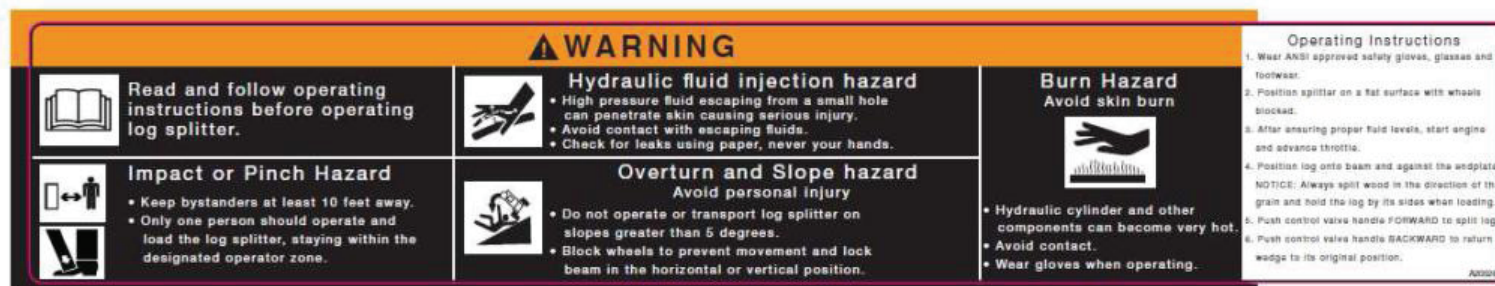 WARNING
Read and follow operating
instructions before operating
log splitter.
Impact or Pinch Hazard
• Keep bystanders at least 10 feet away.
• Only one person should operate and
load the log splitter, staying within the
designated operator zone.
Hydraulic fluid injection hazard
• High pressure fluid escaping from a small hole
can penetrate skin causing serious injury.
• Avoid contact with escaping fluids.
• Check for leaks using paper, never your hands.
Overturn and Slope hazard
Avoid personal injury
• Do not operate or transport log splitter on
slopes greater than 5 degrees.
• Block wheels to prevent movement and lock
beam in the horizontal or vertical position.
Burn Hazard
Avoid skin burn
• Hydraulic cylinder and other
components can become very hot.
• Avoid contact.
• Wear gloves when operating.
Operating Instructions
1. Wear ANSI approved safety gloves, glasses and
footwear.
2. Position splitter on a flat surface with wheels
blocked.
3. After ensuring proper fluid levels, start engine
and advance throttle.
4. Position log onto beam and against the endplate
NOTICE: Always split wood in the direction of th
grain and hold the log by its sides when loading.
5. Push control valve handle FORWARD to split log
6. Push control valve handle BACKWARD to return
wedge to its original position.